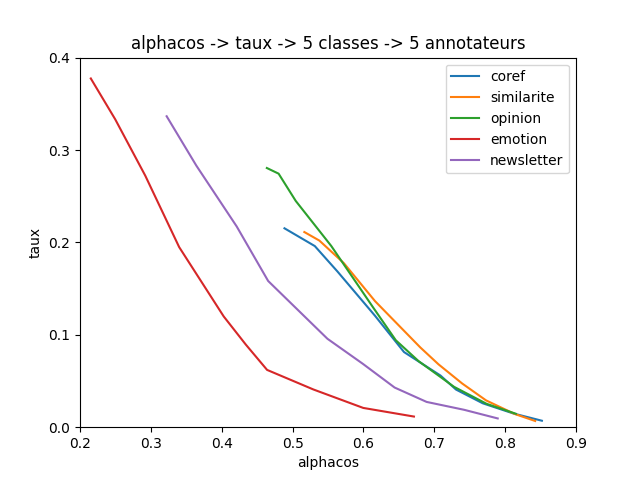 alphacos -> taux -> 5 classes -> 5 annotateurs
coref
similarite
opinion
emotion
newsletter
taux
0.4
0.3
0.2
0.1
0.0
0.2 0.3 0.4 0.5 0.6 0.7 0.8 0.9
alphacos